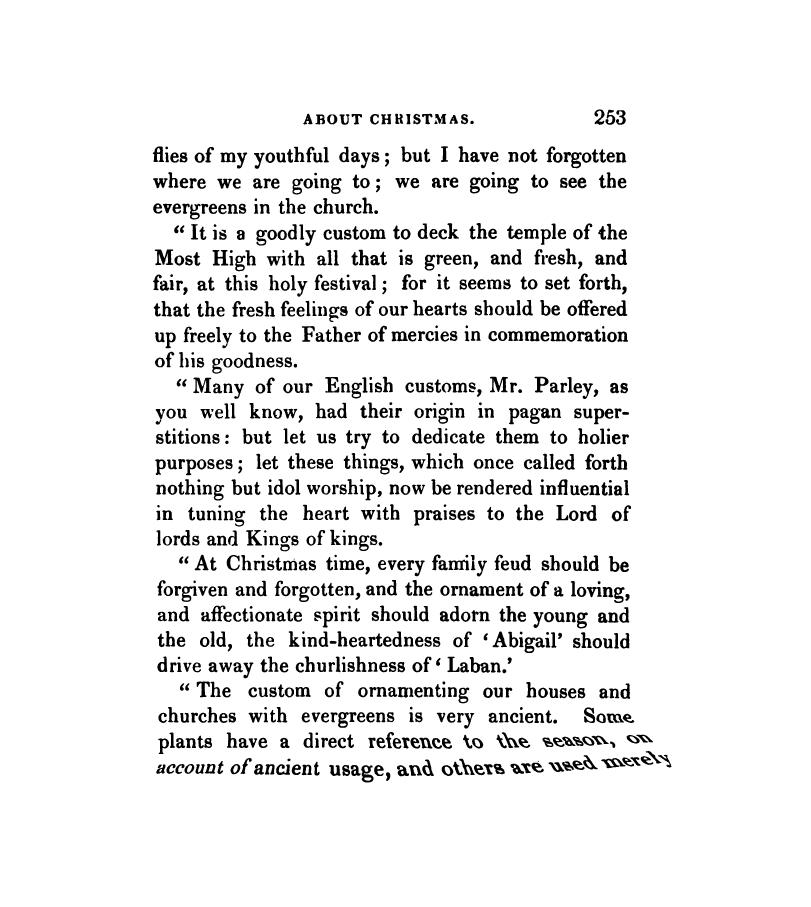 ABOUT CHRISTMAS. 253
flies of my youthful days; but I have not forgotten
where we are going to; we are going to see the
evergreens in the church.
“ It is a goodly custom to deck the temple of the
Most High with all that is green, and fresh, and
fair, at this holy festival; for it seems to set forth,
that the fresh feelings of our hearts should be offered
up freely to the Father of mercies in commemoration
of his goodness.
“ Many of our English customs, Mr. Parley, as
you well know, had their origin in pagan super-
stitions: but let us try to dedicate them to holier
purposes; let these things, which once called forth
nothing but idol worship, now be rendered influential
in tuning the heart with praises to the Lord of
lords and Kings of kings.
“ At Christmas time, every family feud should be
forgiven and forgotten, and the ornament of a loving,
and affectionate spirit should adorn the young and
the old, the kind-heartedness of ‘ Abigail’ should
drive away the churlishness of ‘ Laban.’
“ The custom of ornamenting our houses and
churches with evergreens is very ancient. Some
plants have a direct reference to the season, on
account of ancient usage, and others are used merely